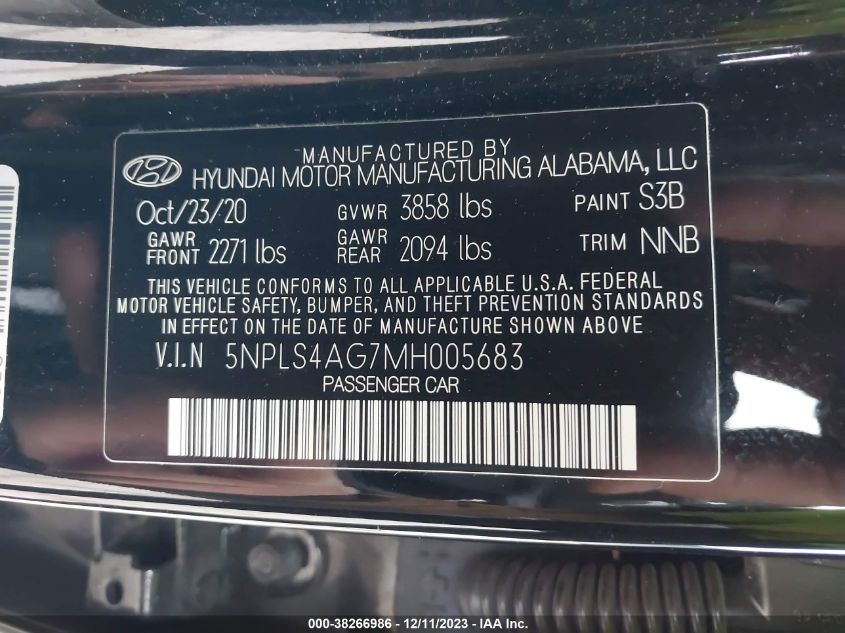 MANUFACTURED BY
HYUNDAI MOTOR MANUFACTURING ALABAMA, LLC
Oct/23/20 GVWR 3858 lbs PAINT S3B
GAWR FRONT 2271 lbs GAWR REAR 2094 lbs TRIM NNB
THIS VEHICLE CONFORMS TO ALL APPLICABLE U.S.A. FEDERAL
MOTOR VEHICLE SAFETY, BUMPER, AND THEFT PREVENTION STANDARDS
IN EFFECT ON THE DATE OF MANUFACTURE SHOWN ABOVE
V.I.N 5NPLS4AG7MH005683
PASSENGER CAR
000-38266986 - 12/11/2023 - IAA Inc.